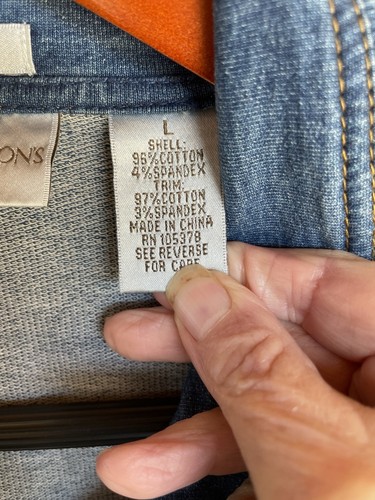 ON'S
L
SHELL:
96%COTTON
4%SPANDEX
TRIM:
97%COTTON
3%SPANDEX
MADE IN CHINA
RN 105378
SEE REVERSE
FOR CARE